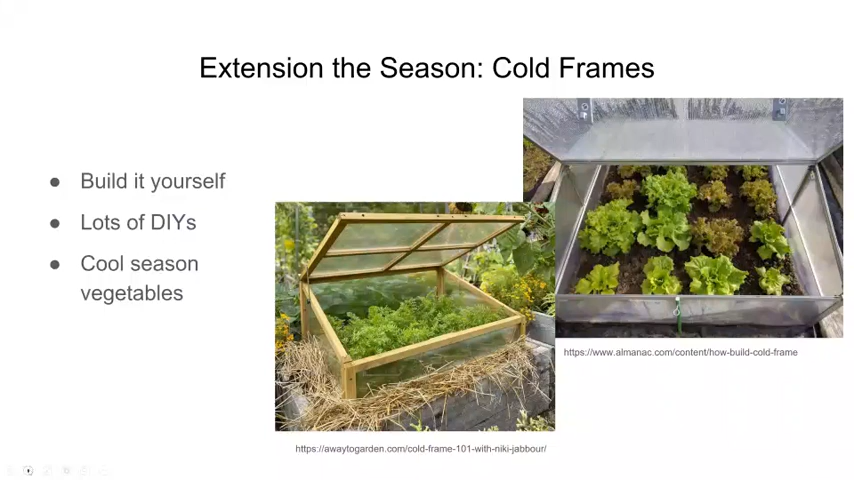 Extension the Season: Cold Frames
● Build it yourself
● Lots of DIYs
● Cool season
vegetables
https://www.almanac.com/content/how-build-cold-frame
https://awaytogarden.com/cold-frame-101-with-niki-jabbour/